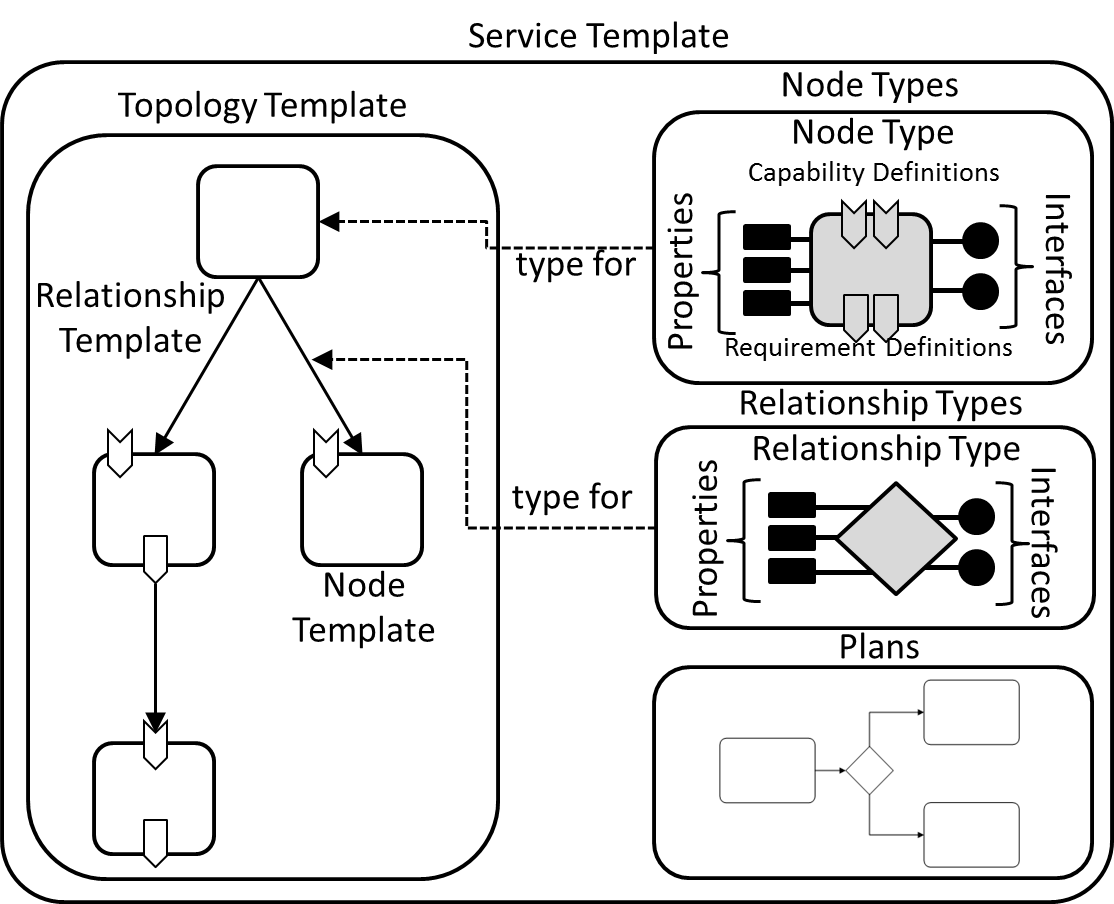 Service Template
Topology Template
Relationship
Template
Node
Template
type for
type for
Node Types
Node Type
Capability Definitions
Properties
Interfaces
Requirement Definitions
Relationship Types
Relationship Type
Properties
Interfaces
Plans